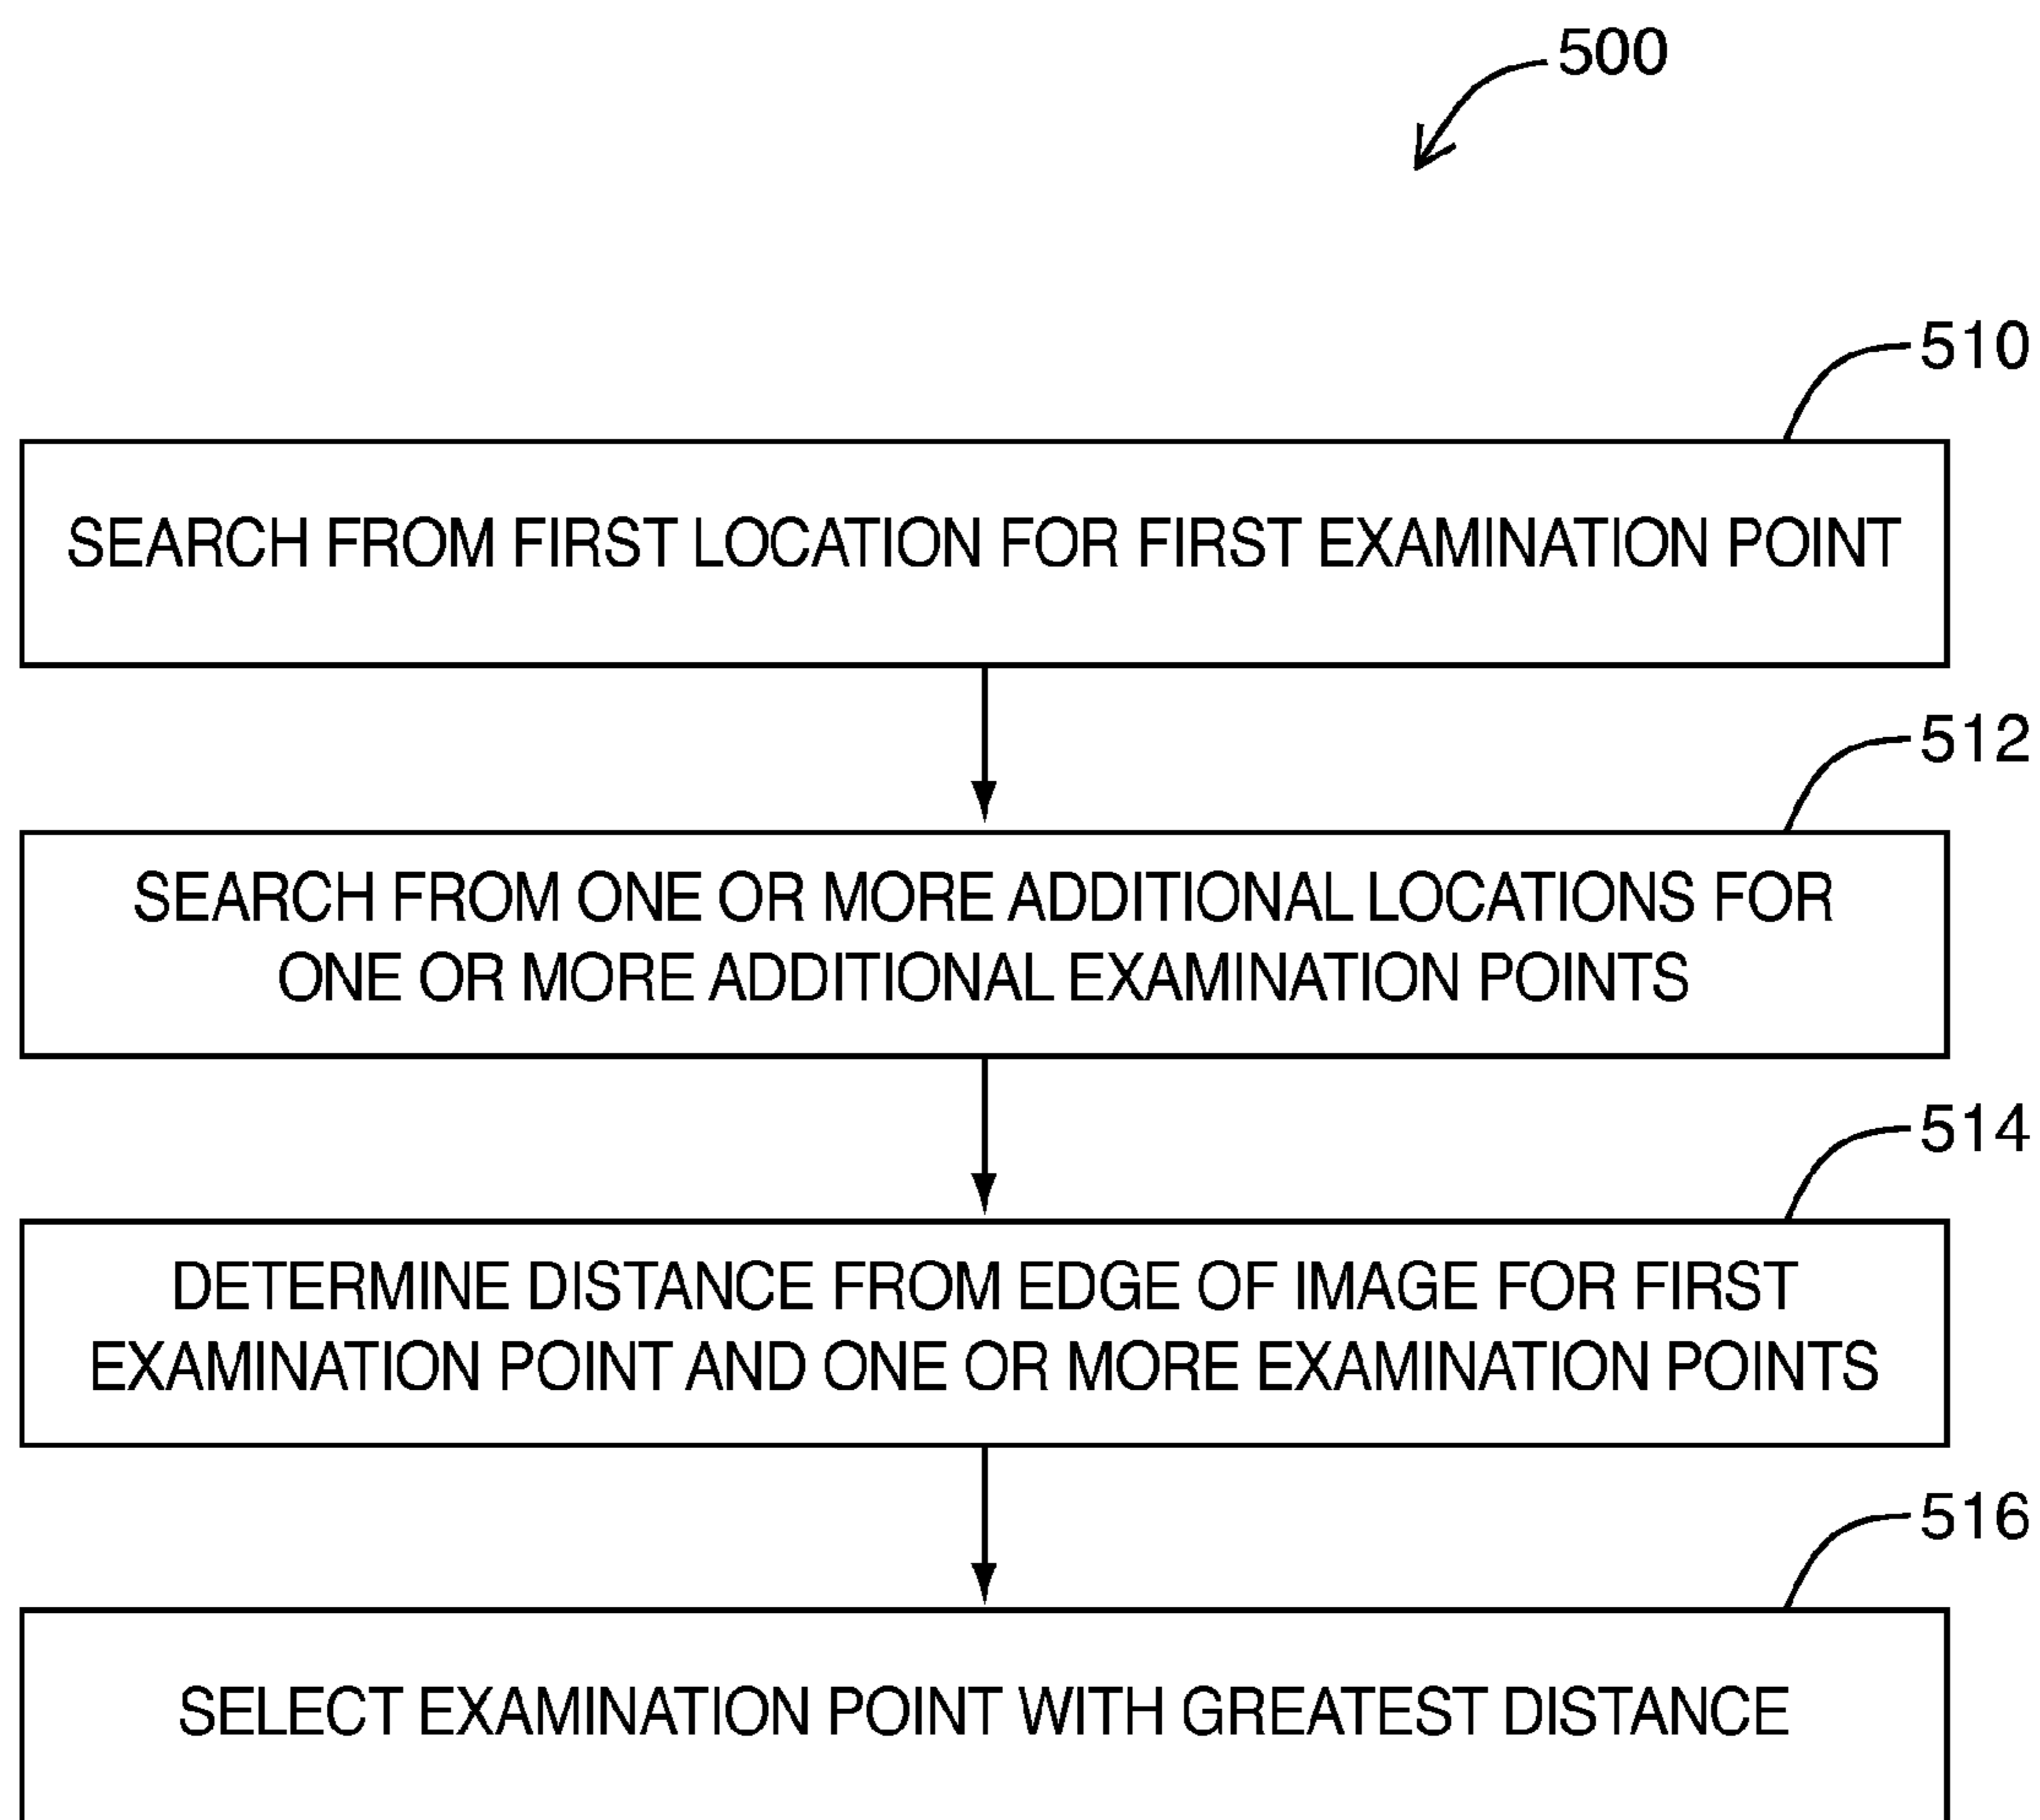 500
510
SEARCH FROM FIRST LOCATION FOR FIRST EXAMINATION POINT
512
SEARCH FROM ONE OR MORE ADDITIONAL LOCATIONS FOR
ONE OR MORE ADDITIONAL EXAMINATION POINTS
514
DETERMINE DISTANCE FROM EDGE OF IMAGE FOR FIRST
EXAMINATION POINT AND ONE OR MORE EXAMINATION POINTS
516
SELECT EXAMINATION POINT WITH GREATEST DISTANCE